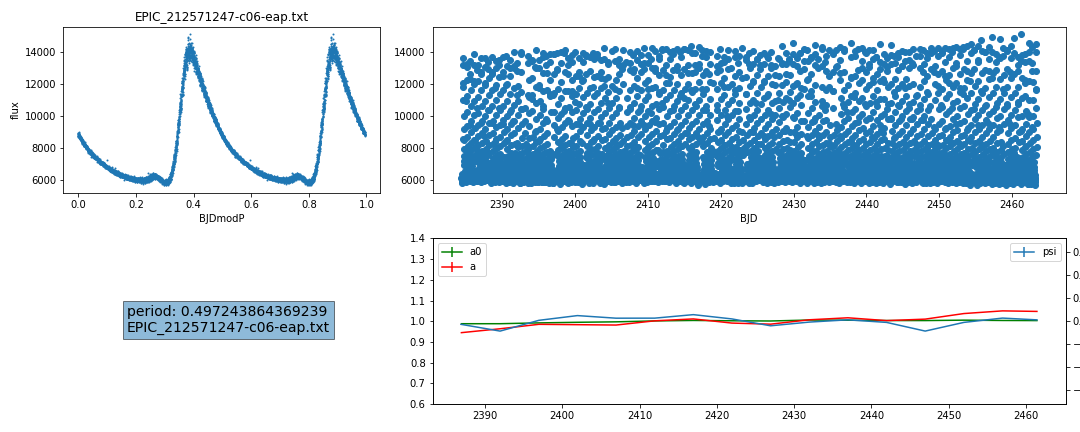 EPIC_212571247-c06-eap.txt
flux
14000
12000
10000
8000
6000
0.0 0.2 0.4 0.6 0.8 1.0
BJDmodP
14000
12000
10000
8000
6000
2390 2400 2410 2420 2430 2440 2450 2460
BJD
period: 0.497243864369239
EPIC_212571247-c06-eap.txt
1.4
1.3
1.2
1.1
1.0
0.9
0.8
0.7
0.6
a0
a
psi
2390 2400 2410 2420 2430 2440 2450 2460